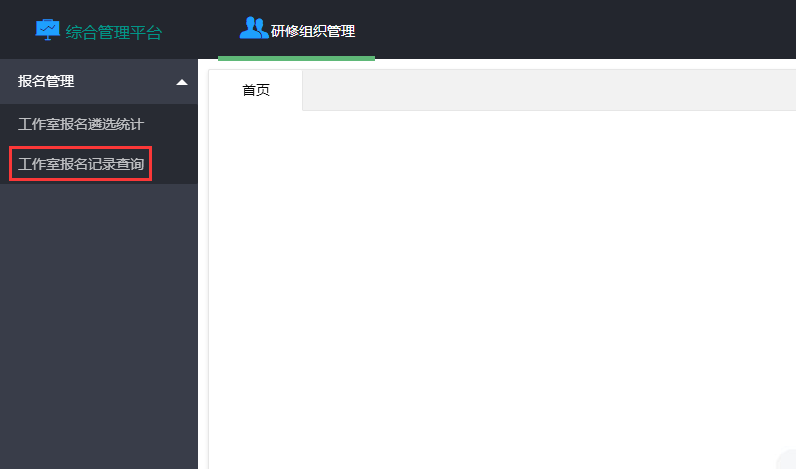 综合管理平台
研修组织管理
报名管理
首页
工作室报名遴选统计
工作室报名记录查询